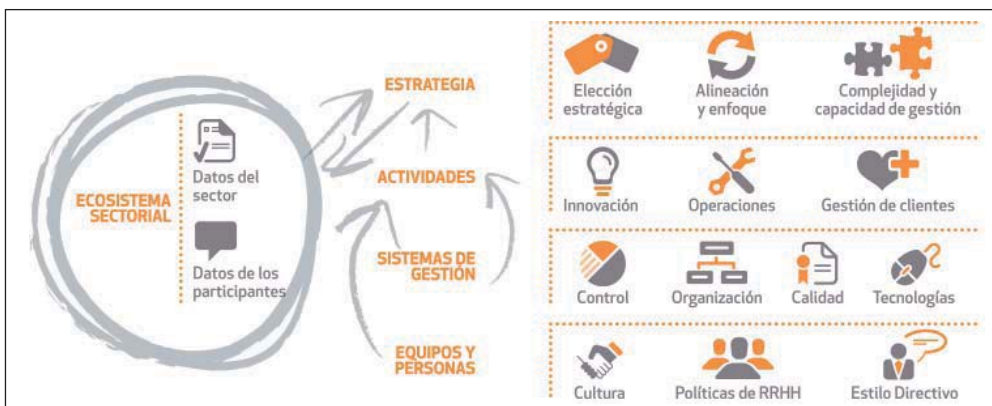 ECOSISTEMA
SECTORIAL
Datos del
sector
Datos de los
participantes
ESTRATEGIA
ACTIVIDADES
SISTEMAS DE
GESTIÓN
EQUIPOS Y
PERSONAS
Elección
estratégica
Alineación
y enfoque
Complejidad y
capacidad de gestión
Innovación
Operaciones
Gestión de clientes
Control
Organización
Calidad
Tecnologías
Cultura
Políticas de RRHH
Estilo Directivo